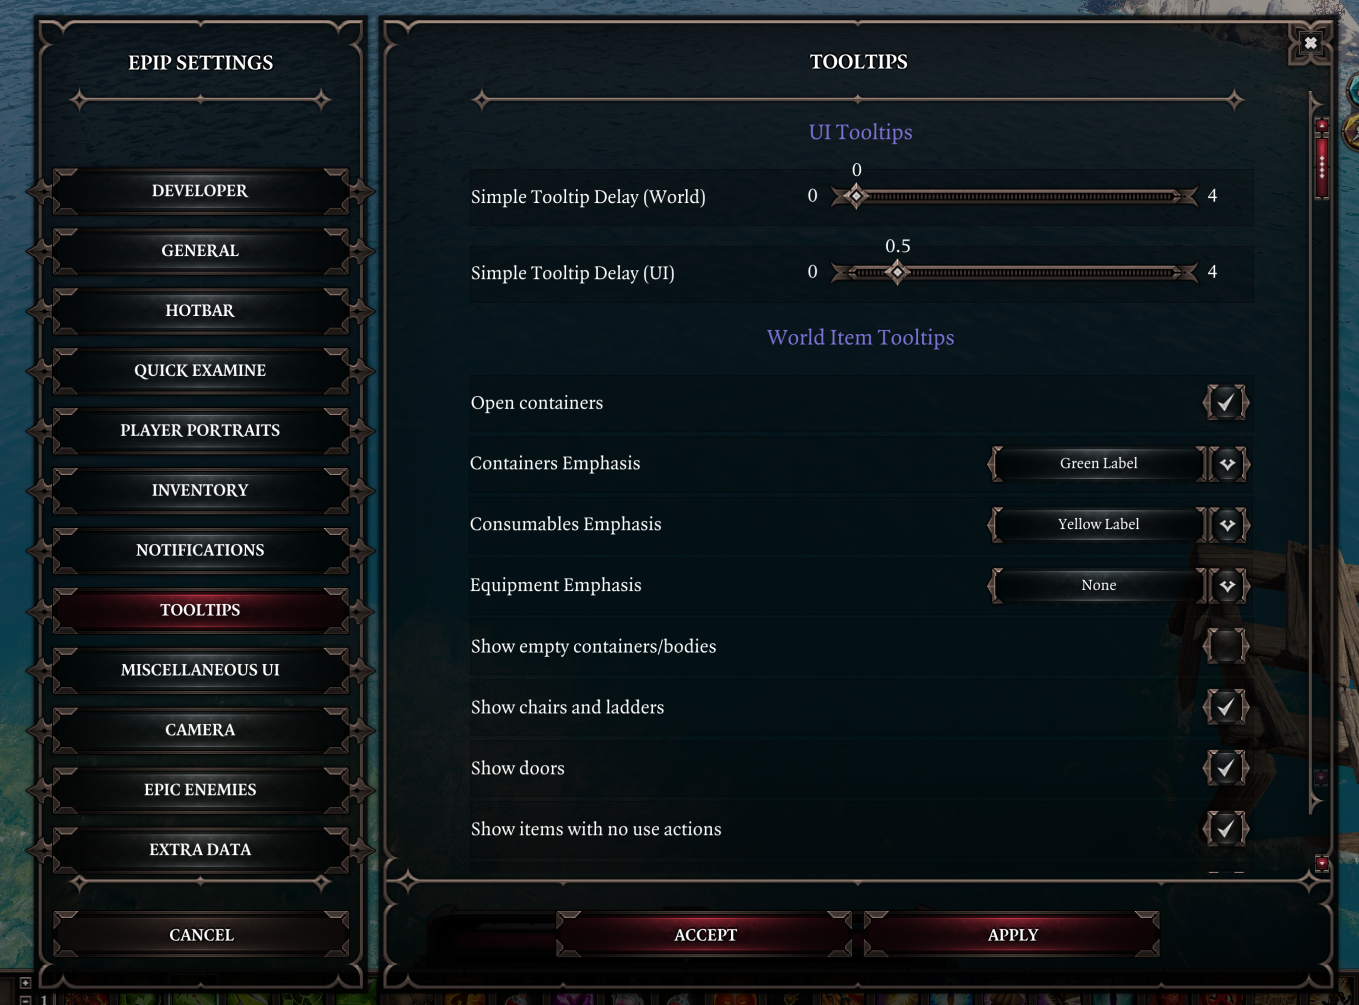 EPIP SETTINGS
DEVELOPER
GENERAL
HOTBAR
QUICK EXAMINE
PLAYER PORTRAITS
INVENTORY
NOTIFICATIONS
TOOLTIPS
MISCELLANEOUS UI
CAMERA
EPIC ENEMIES
EXTRA DATA
CANCEL
TOOLTIPS
UI Tooltips
0
Simple Tooltip Delay (World) 0 4
0.5
Simple Tooltip Delay (UI) 0 4
World Item Tooltips
Open containers
Containers Emphasis Green Label
Consumables Emphasis Yellow Label
Equipment Emphasis None
Show empty containers/bodies
Show chairs and ladders
Show doors
Show items with no use actions
ACCEPT APPLY
1